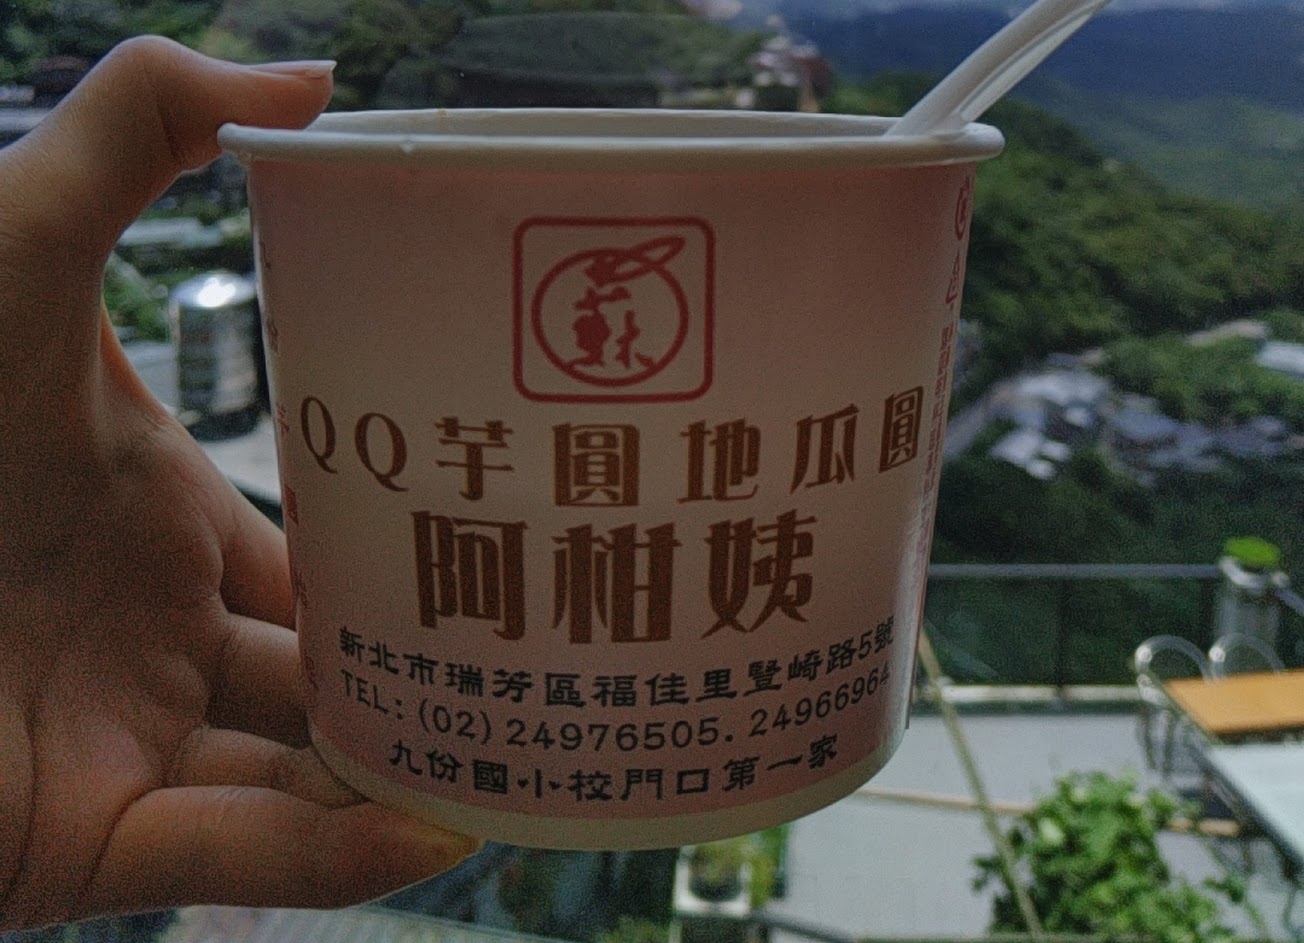 蘇
QQ芋圓地瓜圓
阿柑姨
新北市瑞芳區福佳里豎崎路5號
TEL:(02)24976505.24966964
九份國小校門口第一家